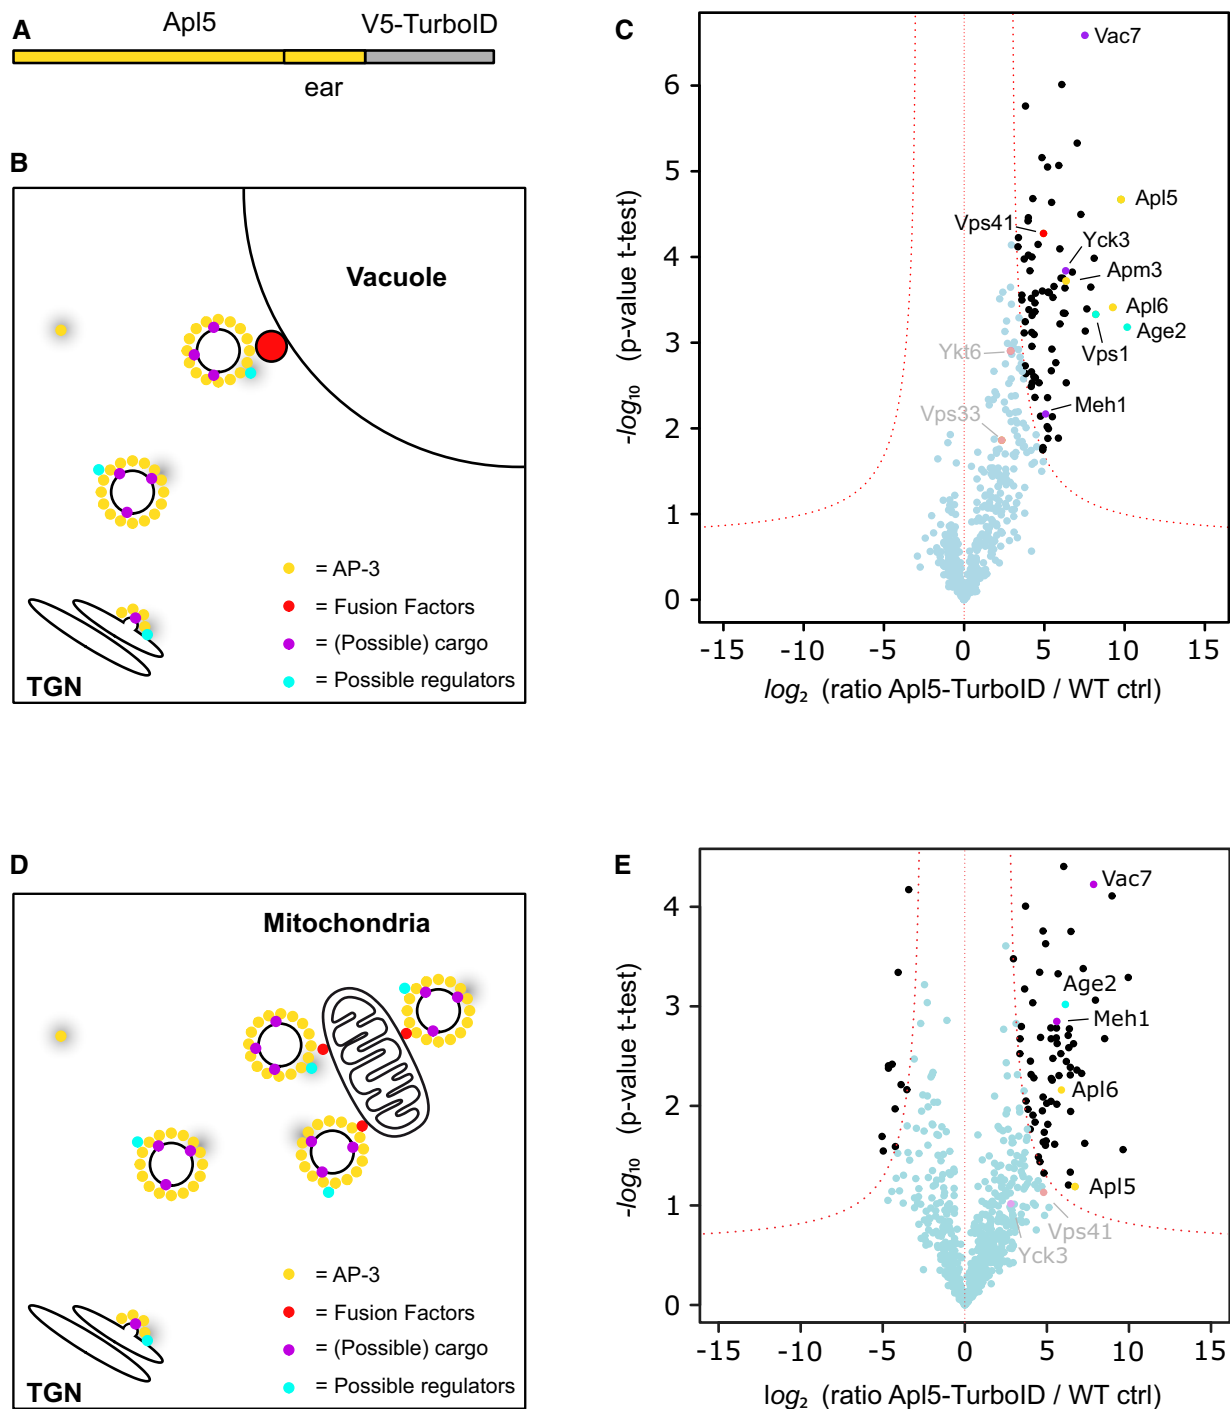 A
Apl5
V5-TurboID
ear
B
Vacuole
= AP-3
= Fusion Factors
= (Possible) cargo
= Possible regulators
TGN
C
Vac7
Apl5
Vps41
Yck3
Apm3
Apl6
Age2
Ykt6
Vps1
Meh1
Vps33
6
5
4
3
2
1
0
-15
-10
-5
0
5
10
15
-log₁₀ (p-value t-test)
log₂ (ratio Apl5-TurboID / WT ctrl)
D
Mitochondria
= AP-3
= Fusion Factors
= (Possible) cargo
= Possible regulators
TGN
E
Vac7
Age2
Meh1
Apl6
Apl5
Vps41
Yck3
4
3
2
1
0
-15
-10
-5
0
5
10
15
-log₁₀ (p-value t-test)
log₂ (ratio Apl5-TurboID / WT ctrl)